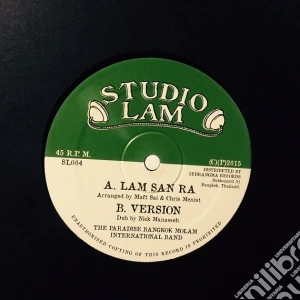 STUDIO
LAM
45 R.P.M.
SL004
(C)(P)2015
DISTRIBUTED BY
ZUDRANGMA RECORDS
Sukhumvit 51
Bangkok, Thailand
A. LAM SAN RA
Arranged by Maft Sai & Chris Menist
B. VERSION
Dub by Nick Manasseh
THE PARADISE BANGKOK MOLAM
INTERNATIONAL BAND
UNAUTHORISED COPYING OF THIS RECORD IS PROHIBITED